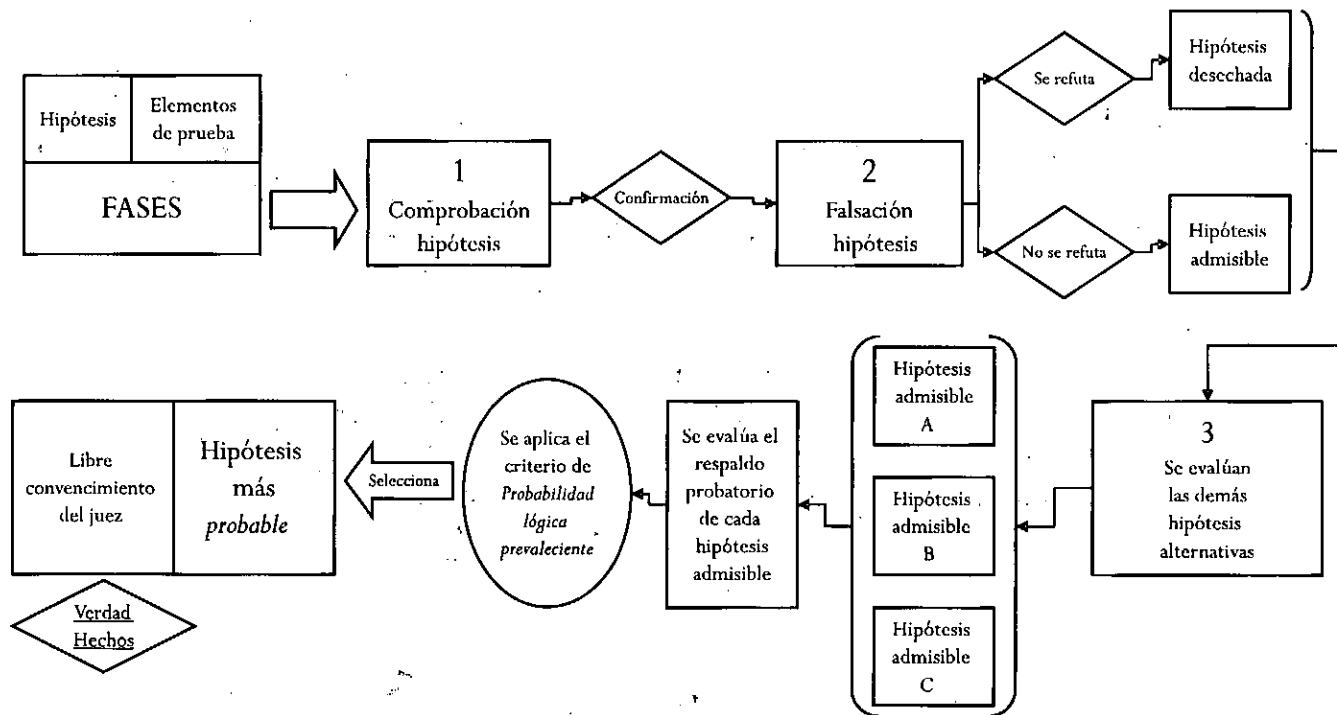 Hipótesis
Elementos
de prueba
FASES
1
Comprobación
hipótesis
Confirmación
2
Falsación
hipótesis
Se refuta
Hipótesis
desechada
No se refuta
Hipótesis
admisible
3
Se evalúan
las demás
hipótesis
alternativas
Hipótesis
admisible
A
Hipótesis
admisible
B
Hipótesis
admisible
C
Se evalúa el
respaldo
probatorio
de cada
hipótesis
admisible
Se aplica el
criterio de
Probabilidad
lógica
prevaleciente
Selecciona
Hipótesis
más
probable
Libre
convencimiento
del juez
Verdad
Hechos